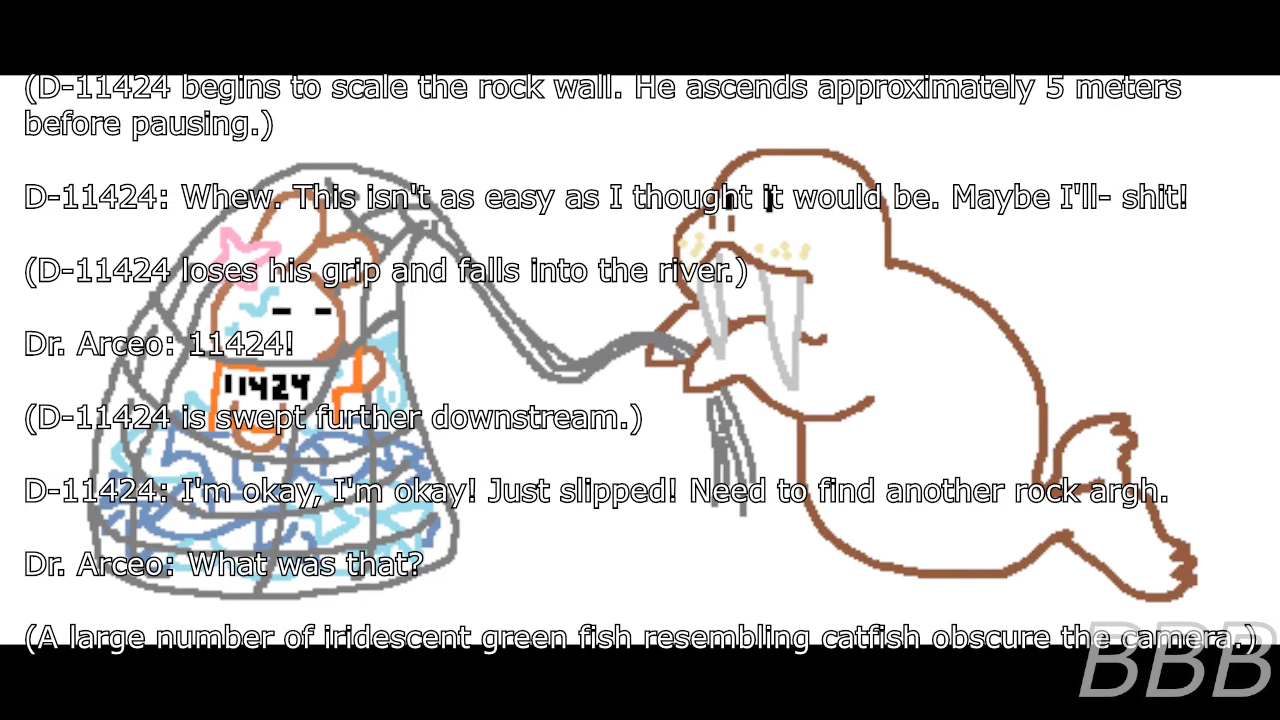 (D-11424 begins to scale the rock wall. He ascends approximately 5 meters
before pausing.)
D-11424: Whew. This isn't as easy as I thought it would be. Maybe I'll- shit!
(D-11424 loses his grip and falls into the river.)
Dr. Arceo: 11424!
11424
(D-11424 is swept further downstream.)
D-11424: I'm okay, I'm okay! Just slipped! Need to find another rock argh.
Dr. Arceo: What was that?
(A large number of iridescent green fish resembling catfish obscure the camera.)
BBB